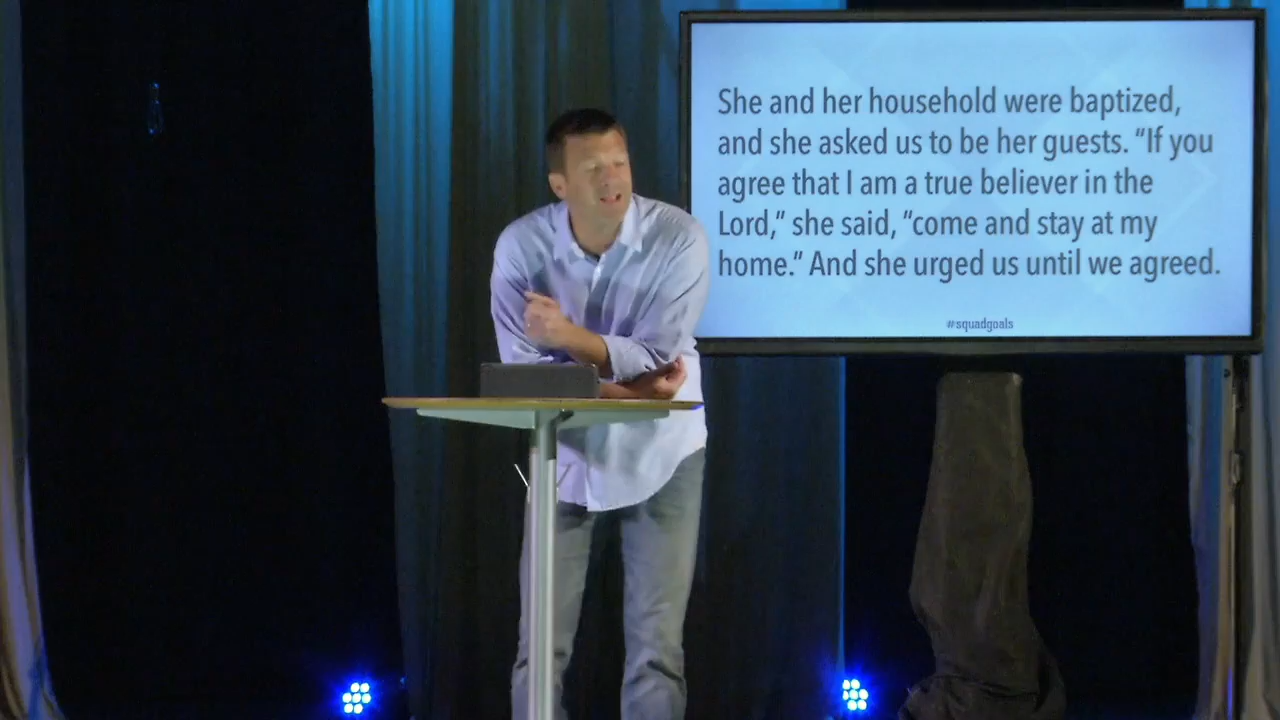 She and her household were baptized,
and she asked us to be her guests. “If you
agree that I am a true believer in the
Lord,” she said, “come and stay at my
home.” And she urged us until we agreed.
#squadgoals